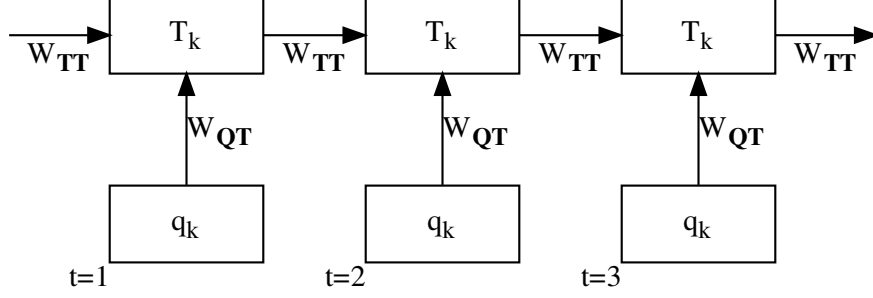 T_k T_k T_k
W_TT W_TT W_TT W_TT
W_QT W_QT W_QT
q_k q_k q_k
t=1 t=2 t=3